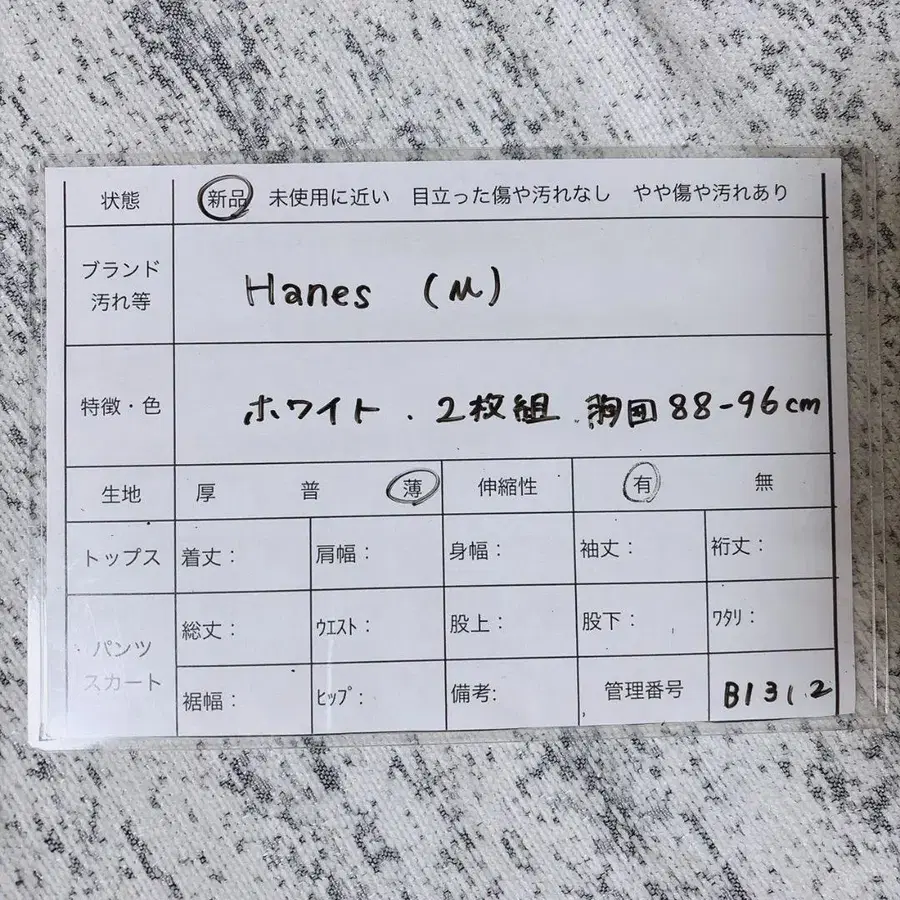 状態 新品 未使用に近い 目立った傷や汚れなし やや傷や汚れあり
ブランド
汚れ等
Hanes (M)
特徴・色 ホワイト．2枚組 胸囲88-96cm
生地 厚 普 薄 伸縮性 有 無
トップス 着丈： 肩幅： 身幅： 袖丈： 裄丈：
パンツ
スカート
総丈： ｳｴｽﾄ： 股上： 股下： ﾜﾀﾘ：
裾幅： ﾋｯﾌﾟ： 備考: 管理番号 B1312